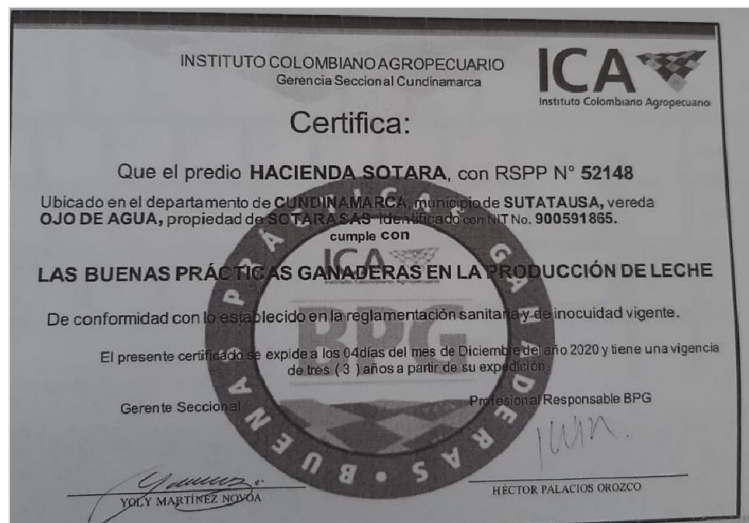 INSTITUTO COLOMBIANO AGROPECUARIO
Gerencia Seccional Cundinamarca
ICA
Instituto Colombiano Agropecuario
Certifica:
Que el predio HACIENDA SOTARA, con RSPP N° 52148
Ubicado en el departamento de CUNDINAMARCA, municipio de SUTATAUSA, vereda
OJO DE AGUA, propiedad de SOTARA SAS Identificado con NIT No. 900591865.
cumple con
LAS BUENAS PRÁCTICAS GANADERAS EN LA PRODUCCIÓN DE LECHE
De conformidad con lo establecido en la reglamentación sanitaria y de inocuidad vigente.
El presente certificado se expide a los 04días del mes de Diciembre del año 2020 y tiene una vigencia
de tres ( 3 ) años a partir de su expedición
Gerente Seccional
Profesional Responsable BPG
YOLY MARTÍNEZ NOVOA
HÉCTOR PALACIOS OROZCO
BUENAS PRÁCTICAS GANADERAS
ICA
BPG